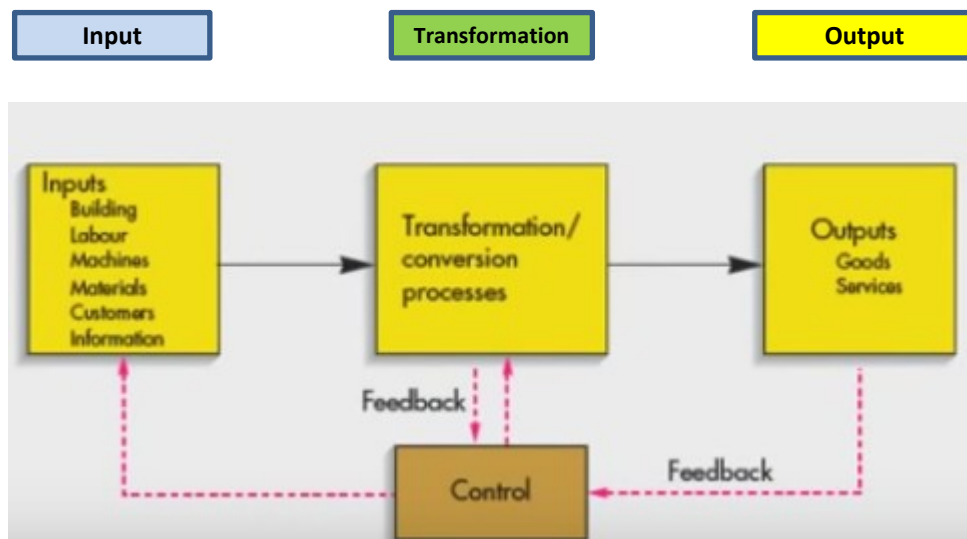 Input
Transformation
Output
Inputs
Building
Labour
Machines
Materials
Customers
Information
Transformation/
conversion
processes
Outputs
Goods
Services
Feedback
Control
Feedback